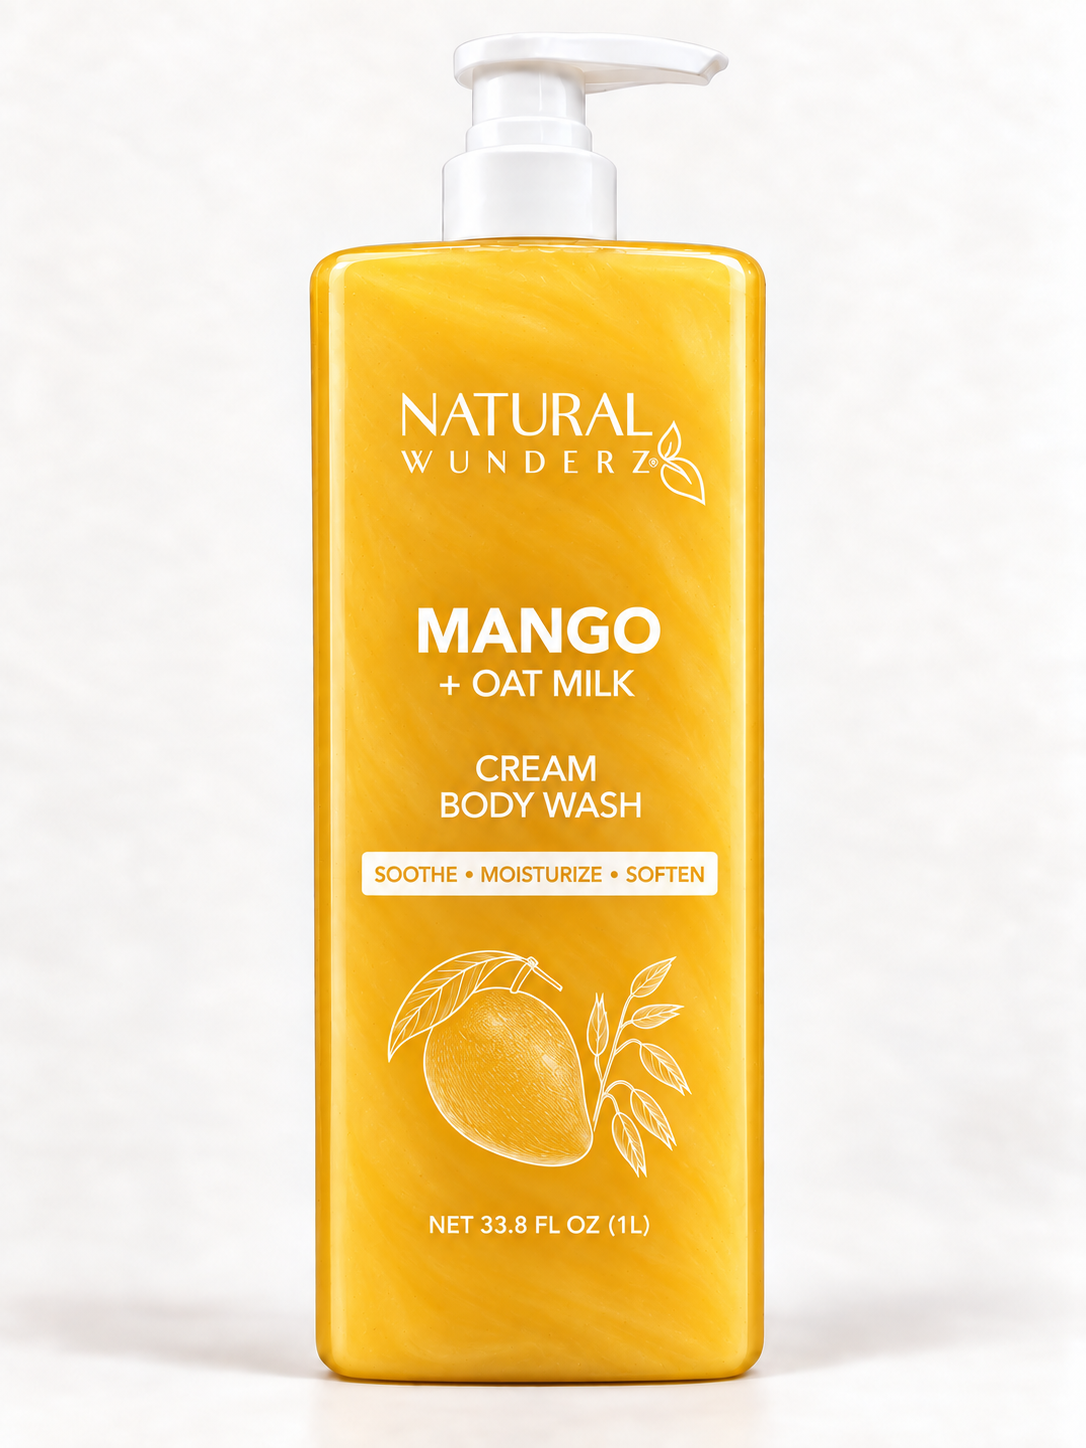 NATURAL
WUNDERZ®
MANGO
+ OAT MILK
CREAM
BODY WASH
SOOTHE • MOISTURIZE • SOFTEN
NET 33.8 FL OZ (1L)